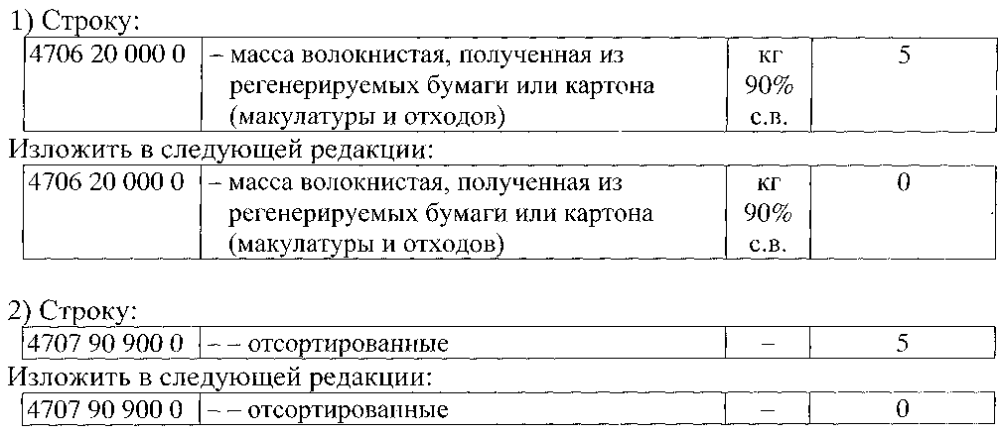 1) Строку:
4706 20 000 0 – масса волокнистая, полученная из кг 5
регенерируемых бумаги или картона 90%
(макулатуры и отходов) с.в.
Изложить в следующей редакции:
4706 20 000 0 – масса волокнистая, полученная из кг 0
регенерируемых бумаги или картона 90%
(макулатуры и отходов) с.в.
2) Строку:
4707 90 900 0 – – отсортированные – 5
Изложить в следующей редакции:
4707 90 900 0 – – отсортированные – 0